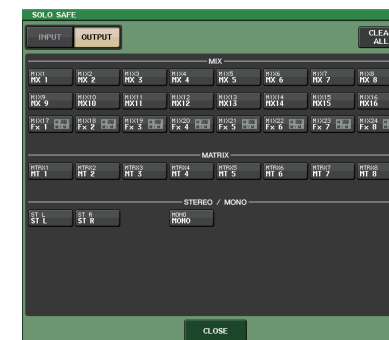 SOLO SAFE
INPUT OUTPUT CLEA
ALL
MIX
MIX1 MIX2 MIX3 MIX4 MIX5 MIX6 MIX7 MIX8
MX 1 MX 2 MX 3 MX 4 MX 5 MX 6 MX 7 MX 8
MIX9 MIX10 MIX11 MIX12 MIX13 MIX14 MIX15 MIX16
MX 9 MX10 MX11 MX12 MX13 MX14 MX15 MX16
MIX17 MIX18 MIX19 MIX20 MIX21 MIX22 MIX23 MIX24
Fx 1 Fx 2 Fx 3 Fx 4 Fx 5 Fx 6 Fx 7 Fx 8
MATRIX
MTRX1 MTRX2 MTRX3 MTRX4 MTRX5 MTRX6 MTRX7 MTRX8
MT 1 MT 2 MT 3 MT 4 MT 5 MT 6 MT 7 MT 8
STEREO / MONO
ST L ST R MONO
ST L ST R MONO
CLOSE